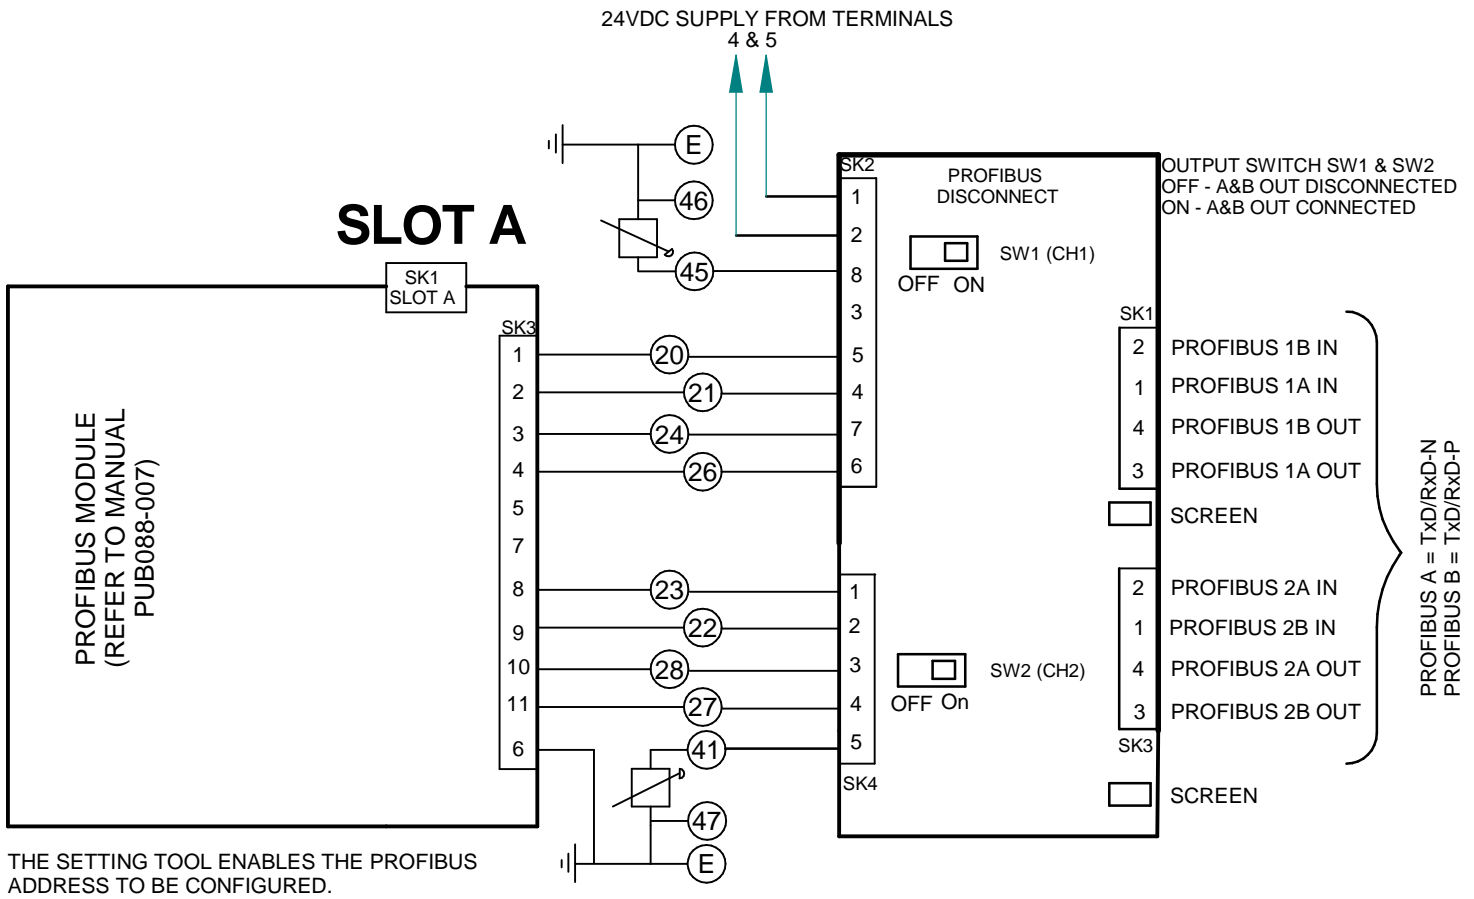 24VDC SUPPLY FROM TERMINALS
4 & 5
E
46
45
SLOT A
SK1
SLOT A
SK3
1
2
3
4
5
7
8
9
10
11
6
PROFIBUS MODULE
(REFER TO MANUAL
PUB088-007)
20
21
24
26
23
22
28
27
41
47
E
SK2
1
2
8
3
5
4
7
6
PROFIBUS
DISCONNECT
SW1 (CH1)
OFF ON
OUTPUT SWITCH SW1 & SW2
OFF - A&B OUT DISCONNECTED
ON - A&B OUT CONNECTED
SK1
2 PROFIBUS 1B IN
1 PROFIBUS 1A IN
4 PROFIBUS 1B OUT
3 PROFIBUS 1A OUT
SCREEN
1
2
3
4
5
SK4
SW2 (CH2)
OFF On
2 PROFIBUS 2A IN
1 PROFIBUS 2B IN
4 PROFIBUS 2A OUT
3 PROFIBUS 2B OUT
SK3
SCREEN
PROFIBUS A = TxD/RxD-N
PROFIBUS B = TxD/RxD-P
THE SETTING TOOL ENABLES THE PROFIBUS
ADDRESS TO BE CONFIGURED.